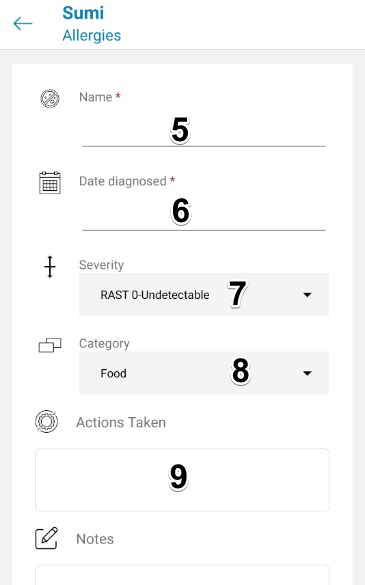 Sumi
Allergies
Name *
5
Date diagnosed *
6
Severity
RAST 0-Undetectable
7
Category
Food
8
Actions Taken
9
Notes